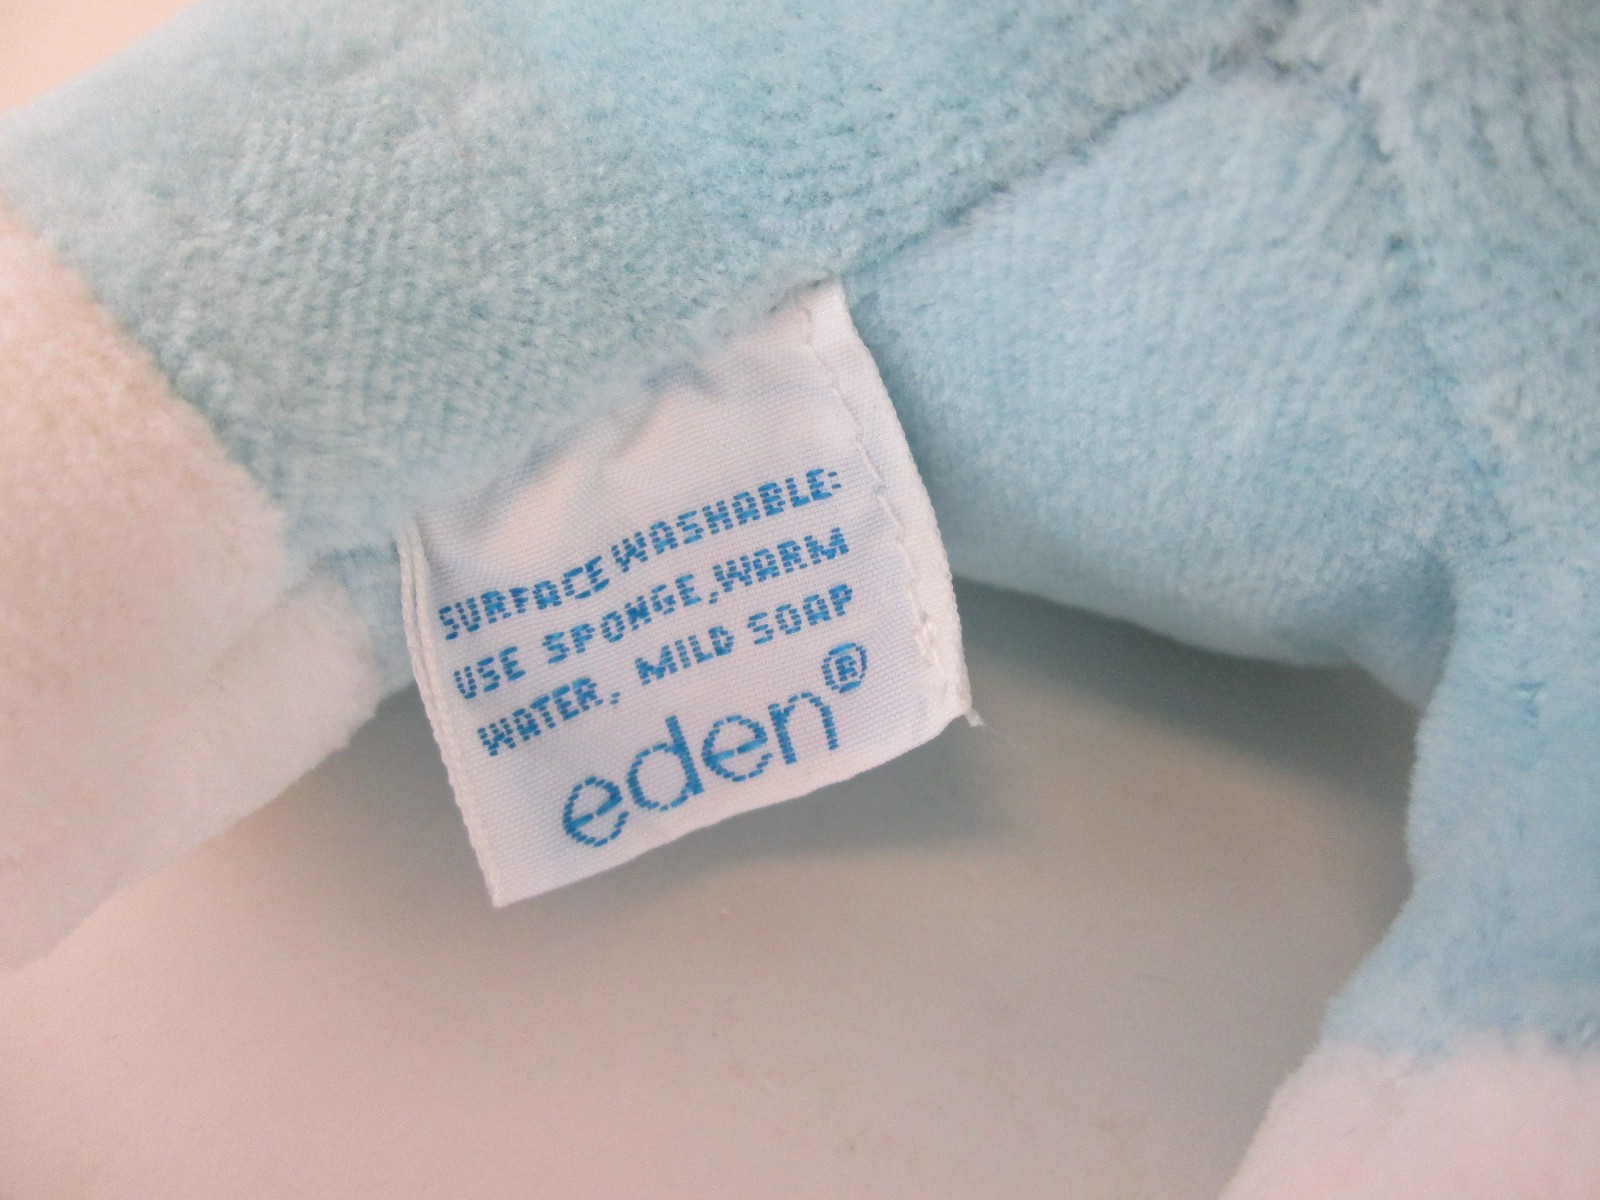 SURFACE WASHABLE:
USE SPONGE, WARM
WATER, MILD SOAP
eden®